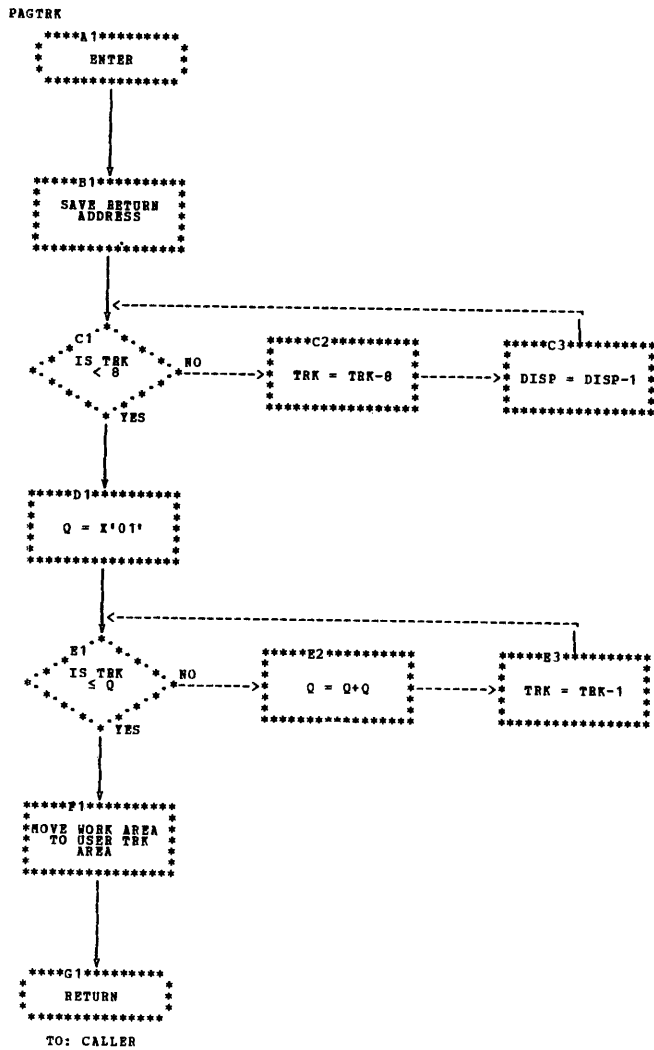 PAGTRK
A1
ENTER
B1
SAVE RETURN
ADDRESS
C1
IS TRK
< 8
NO
YES
C2
TRK = TRK-8
C3
DISP = DISP-1
D1
Q = X'01'
E1
IS TRK
≤ Q
NO
YES
E2
Q = Q+Q
E3
TRK = TRK-1
F1
MOVE WORK AREA
TO USER TRK
AREA
G1
RETURN
TO: CALLER